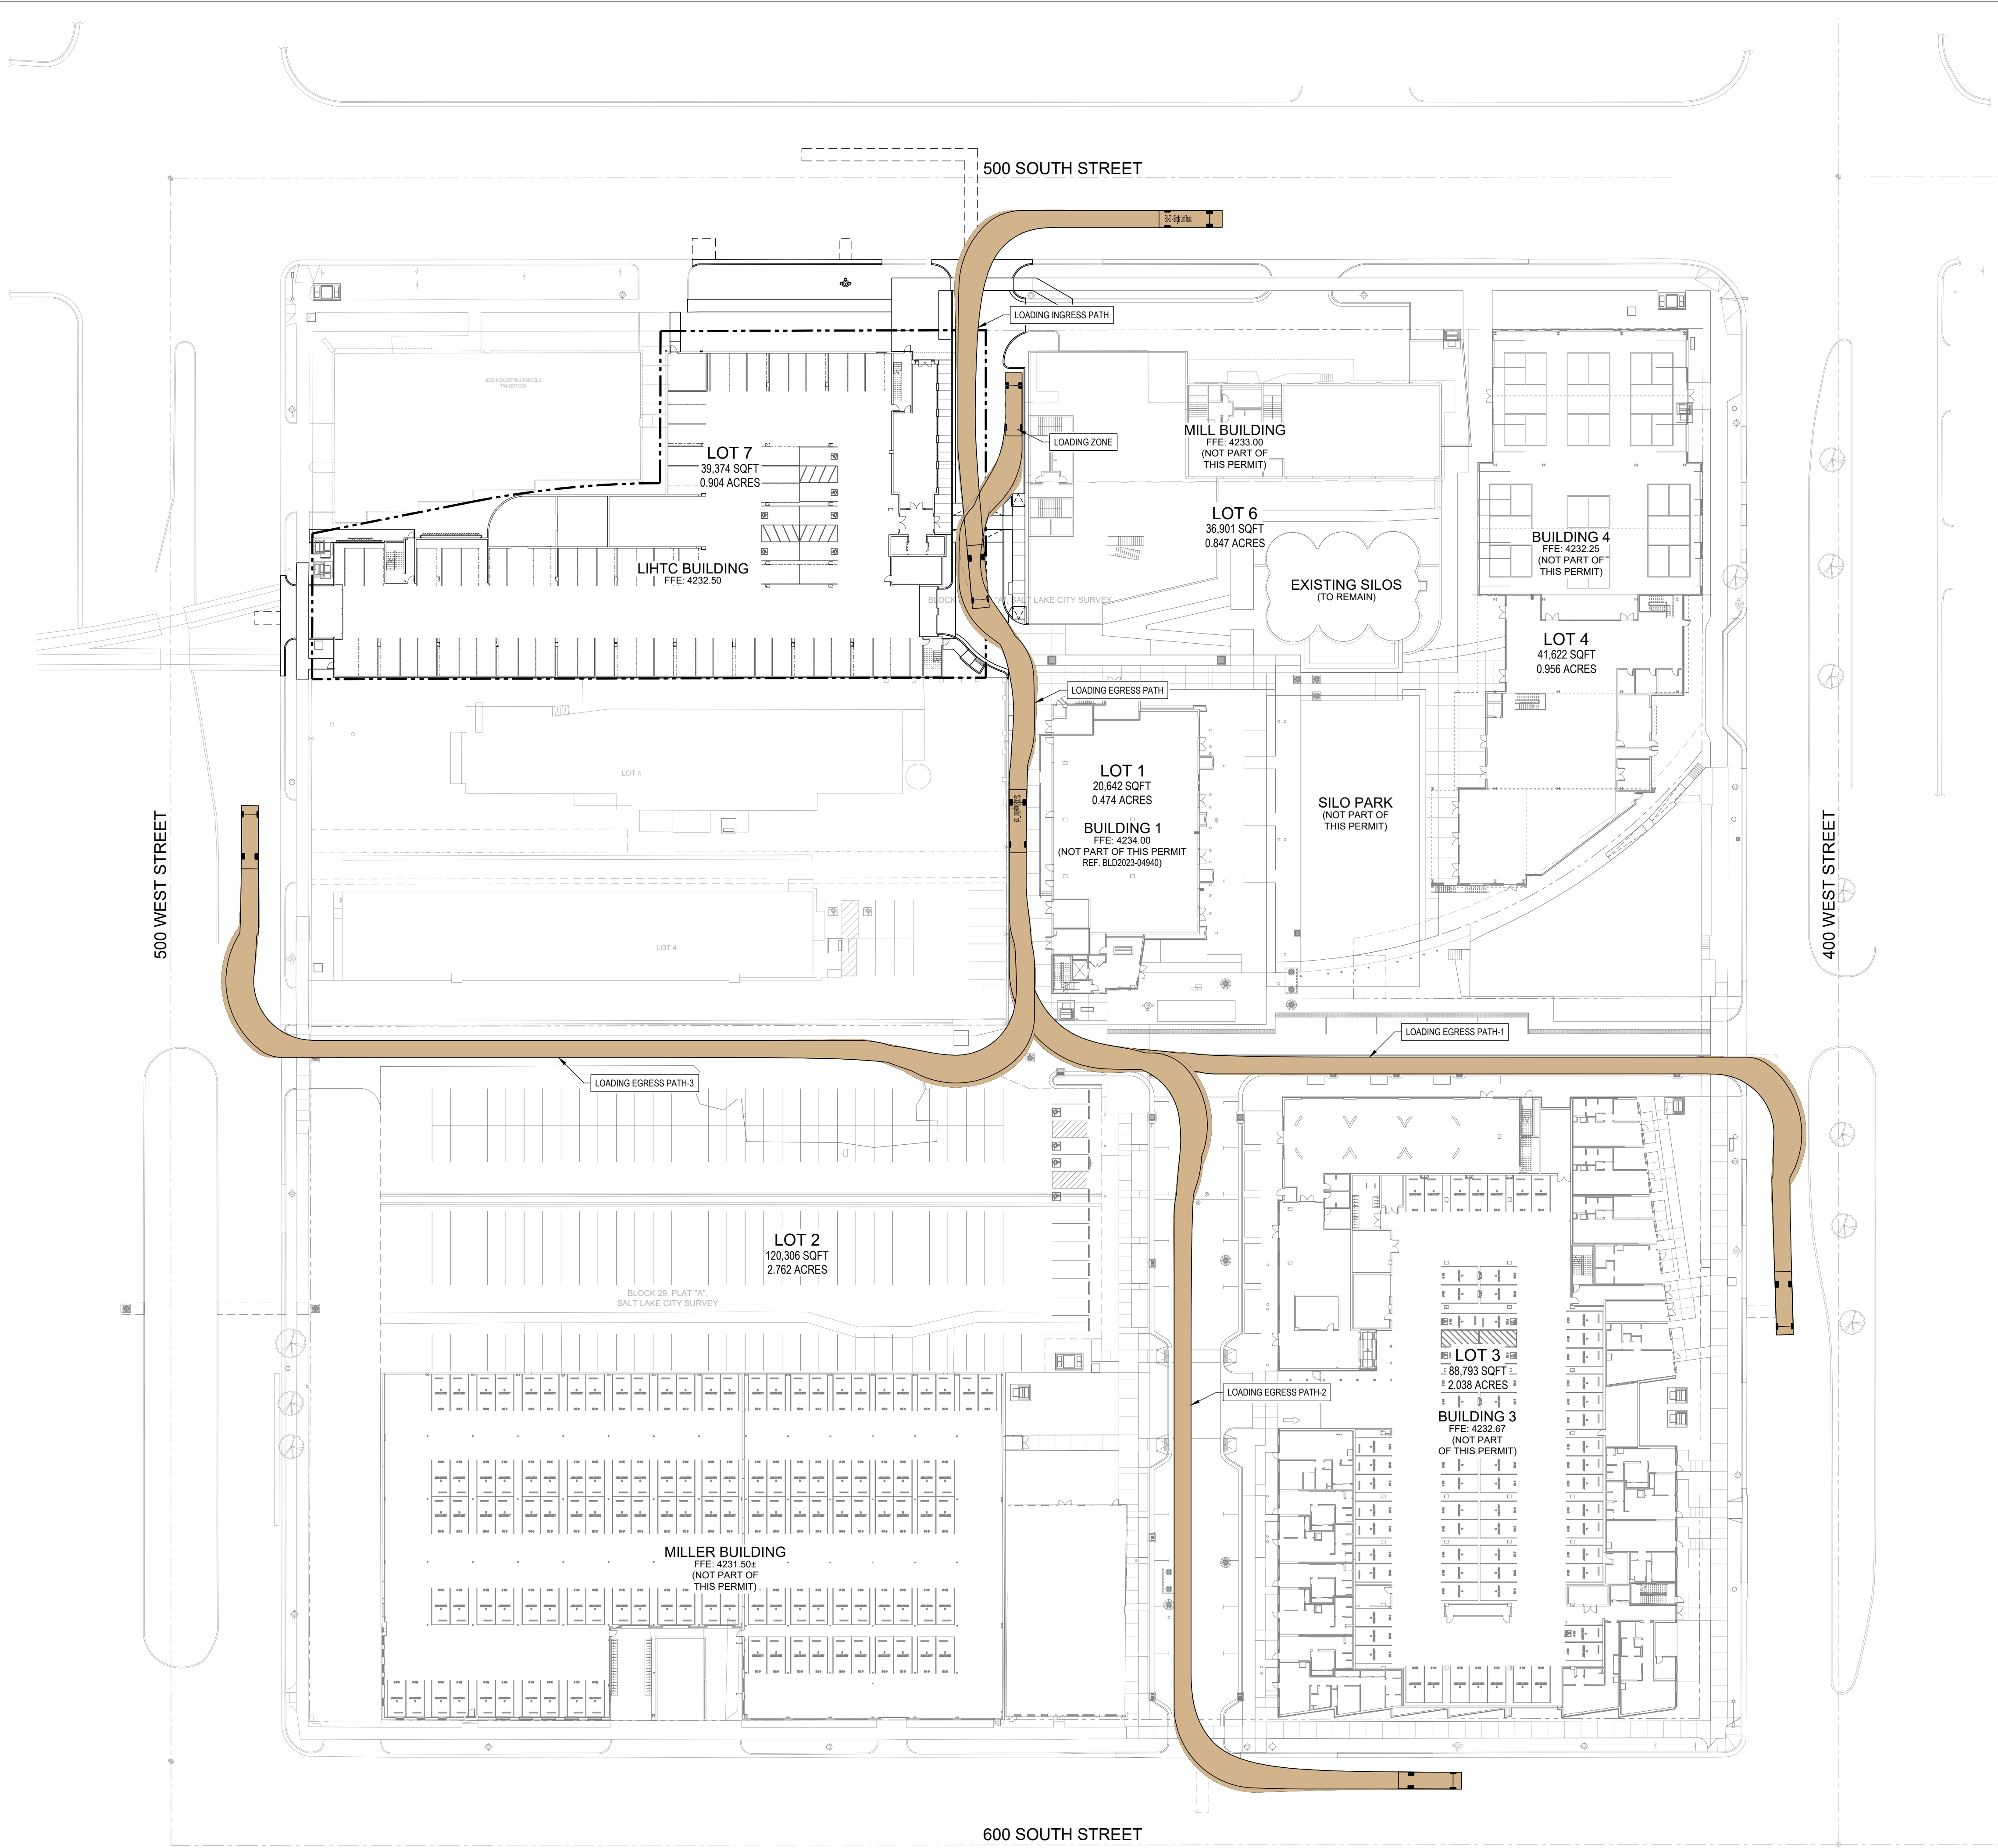 500 SOUTH STREET
SU-30 - Single Unit Truck
LOADING INGRESS PATH
LOADING ZONE
MILL BUILDING
FFE: 4233.00
(NOT PART OF
THIS PERMIT)
LOT 7
39,374 SQFT
0.904 ACRES
LOT 6
36,901 SQFT
0.847 ACRES
BUILDING 4
FFE: 4232.25
(NOT PART OF
THIS PERMIT)
LIHTC BUILDING
FFE: 4232.50
EXISTING SILOS
(TO REMAIN)
BLOCK "A", SALT LAKE CITY SURVEY
LOT 4
41,622 SQFT
0.956 ACRES
LOADING EGRESS PATH
LOT 4
LOT 1
20,642 SQFT
0.474 ACRES
BUILDING 1
FFE: 4234.00
(NOT PART OF THIS PERMIT
REF. BLD2023-04940)
SILO PARK
(NOT PART OF
THIS PERMIT)
500 WEST STREET
400 WEST STREET
LOT 4
LOADING EGRESS PATH-1
LOADING EGRESS PATH-3
LOT 2
120,306 SQFT
2.762 ACRES
BLOCK 29, PLAT "A",
SALT LAKE CITY SURVEY
LOT 3
88,793 SQFT
2.038 ACRES
LOADING EGRESS PATH-2
BUILDING 3
FFE: 4232.67
(NOT PART
OF THIS PERMIT)
MILLER BUILDING
FFE: 4231.50±
(NOT PART OF
THIS PERMIT)
600 SOUTH STREET